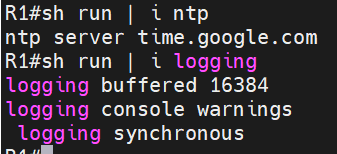 R1#sh run | i ntp
ntp server time.google.com
R1#sh run | i logging
logging buffered 16384
logging console warnings
 logging synchronous
R1#